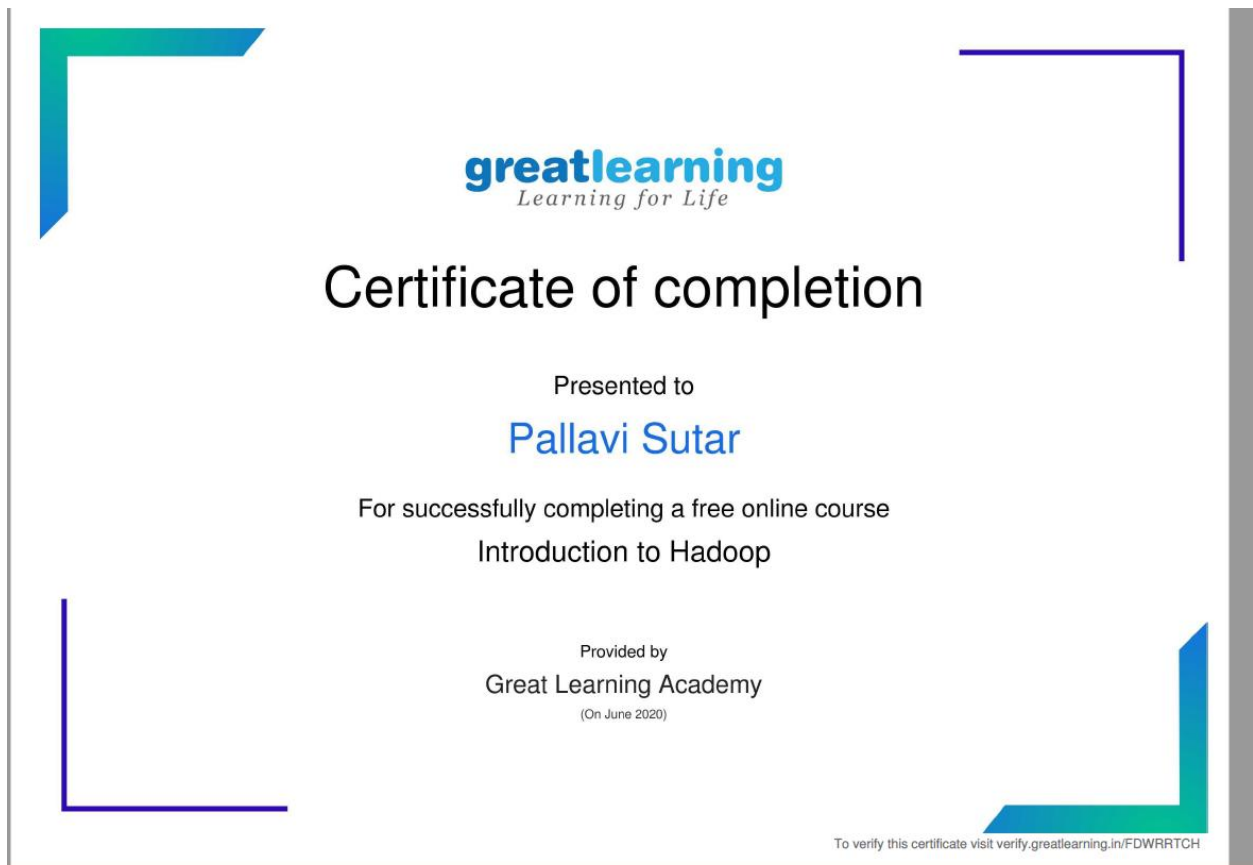 greatlearning
Learning for Life
Certificate of completion
Presented to
Pallavi Sutar
For successfully completing a free online course
Introduction to Hadoop
Provided by
Great Learning Academy
(On June 2020)
To verify this certificate visit verify.greatlearning.in/FDWRRTCH